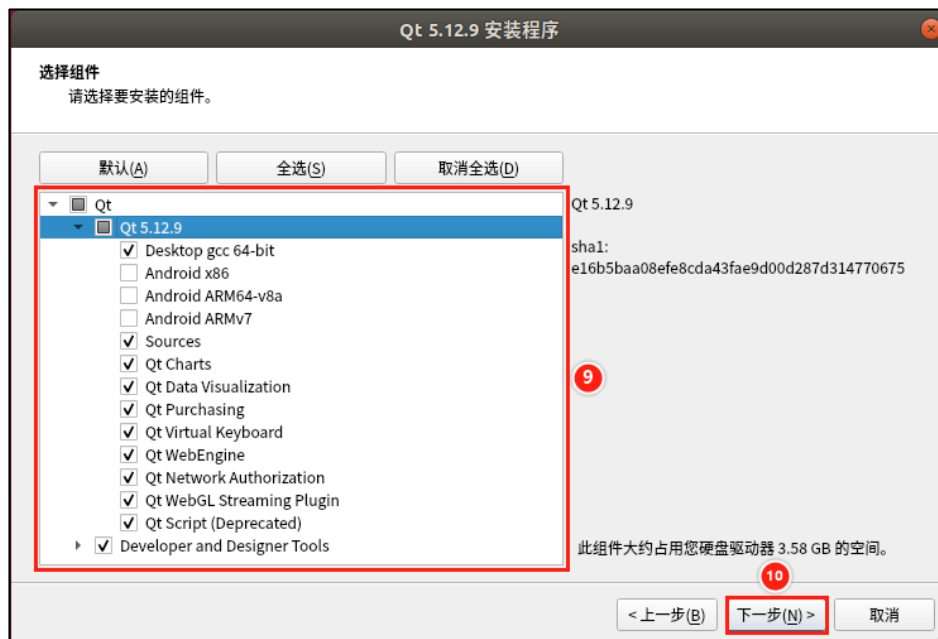 Qt 5.12.9 安装程序
选择组件
请选择要安装的组件。
默认(A)
全选(S)
取消全选(D)
Qt
Qt 5.12.9
Desktop gcc 64-bit
Android x86
Android ARM64-v8a
Android ARMv7
Sources
Qt Charts
Qt Data Visualization
Qt Purchasing
Qt Virtual Keyboard
Qt WebEngine
Qt Network Authorization
Qt WebGL Streaming Plugin
Qt Script (Deprecated)
Developer and Designer Tools
Qt 5.12.9
sha1:
e16b5baa08efe8cda43fae9d00d287d314770675
9
此组件大约占用您硬盘驱动器 3.58 GB 的空间。
10
< 上一步(B)
下一步(N) >
取消